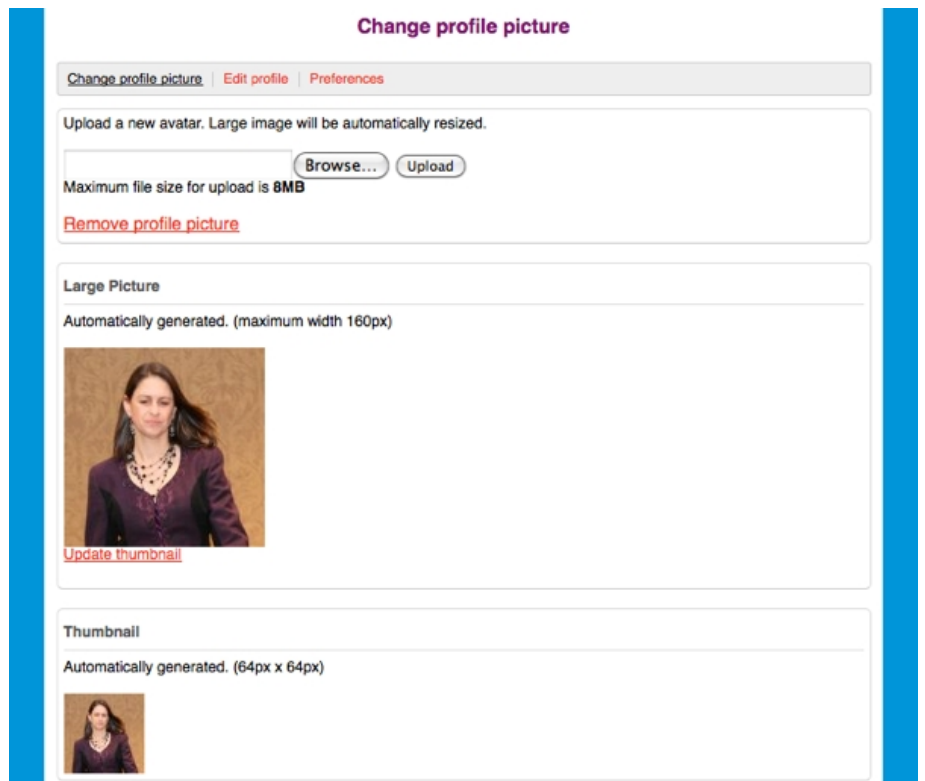 Change profile picture
Change profile picture | Edit profile | Preferences
Upload a new avatar. Large image will be automatically resized.
Browse... Upload
Maximum file size for upload is 8MB
Remove profile picture
Large Picture
Automatically generated. (maximum width 160px)
Update thumbnail
Thumbnail
Automatically generated. (64px x 64px)